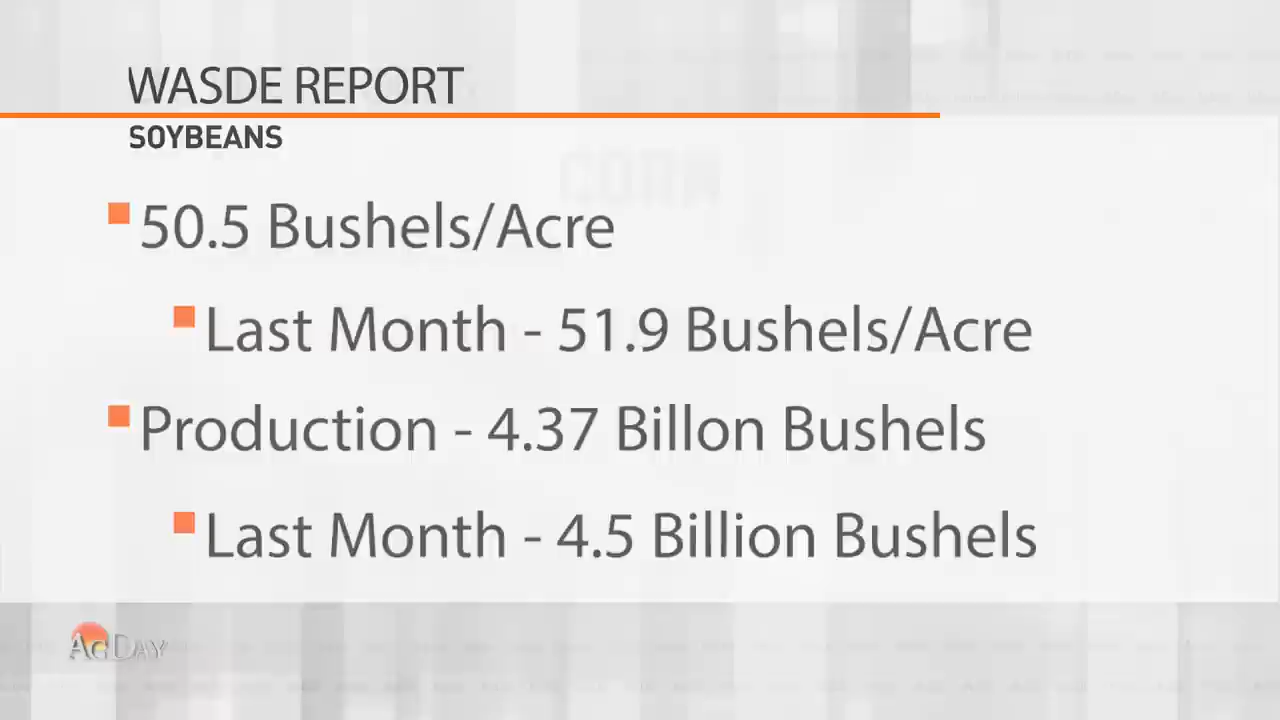 WASDE REPORT
SOYBEANS
CORN
50.5 Bushels/Acre
Last Month - 51.9 Bushels/Acre
Production - 4.37 Billon Bushels
Last Month - 4.5 Billion Bushels
AGDAY